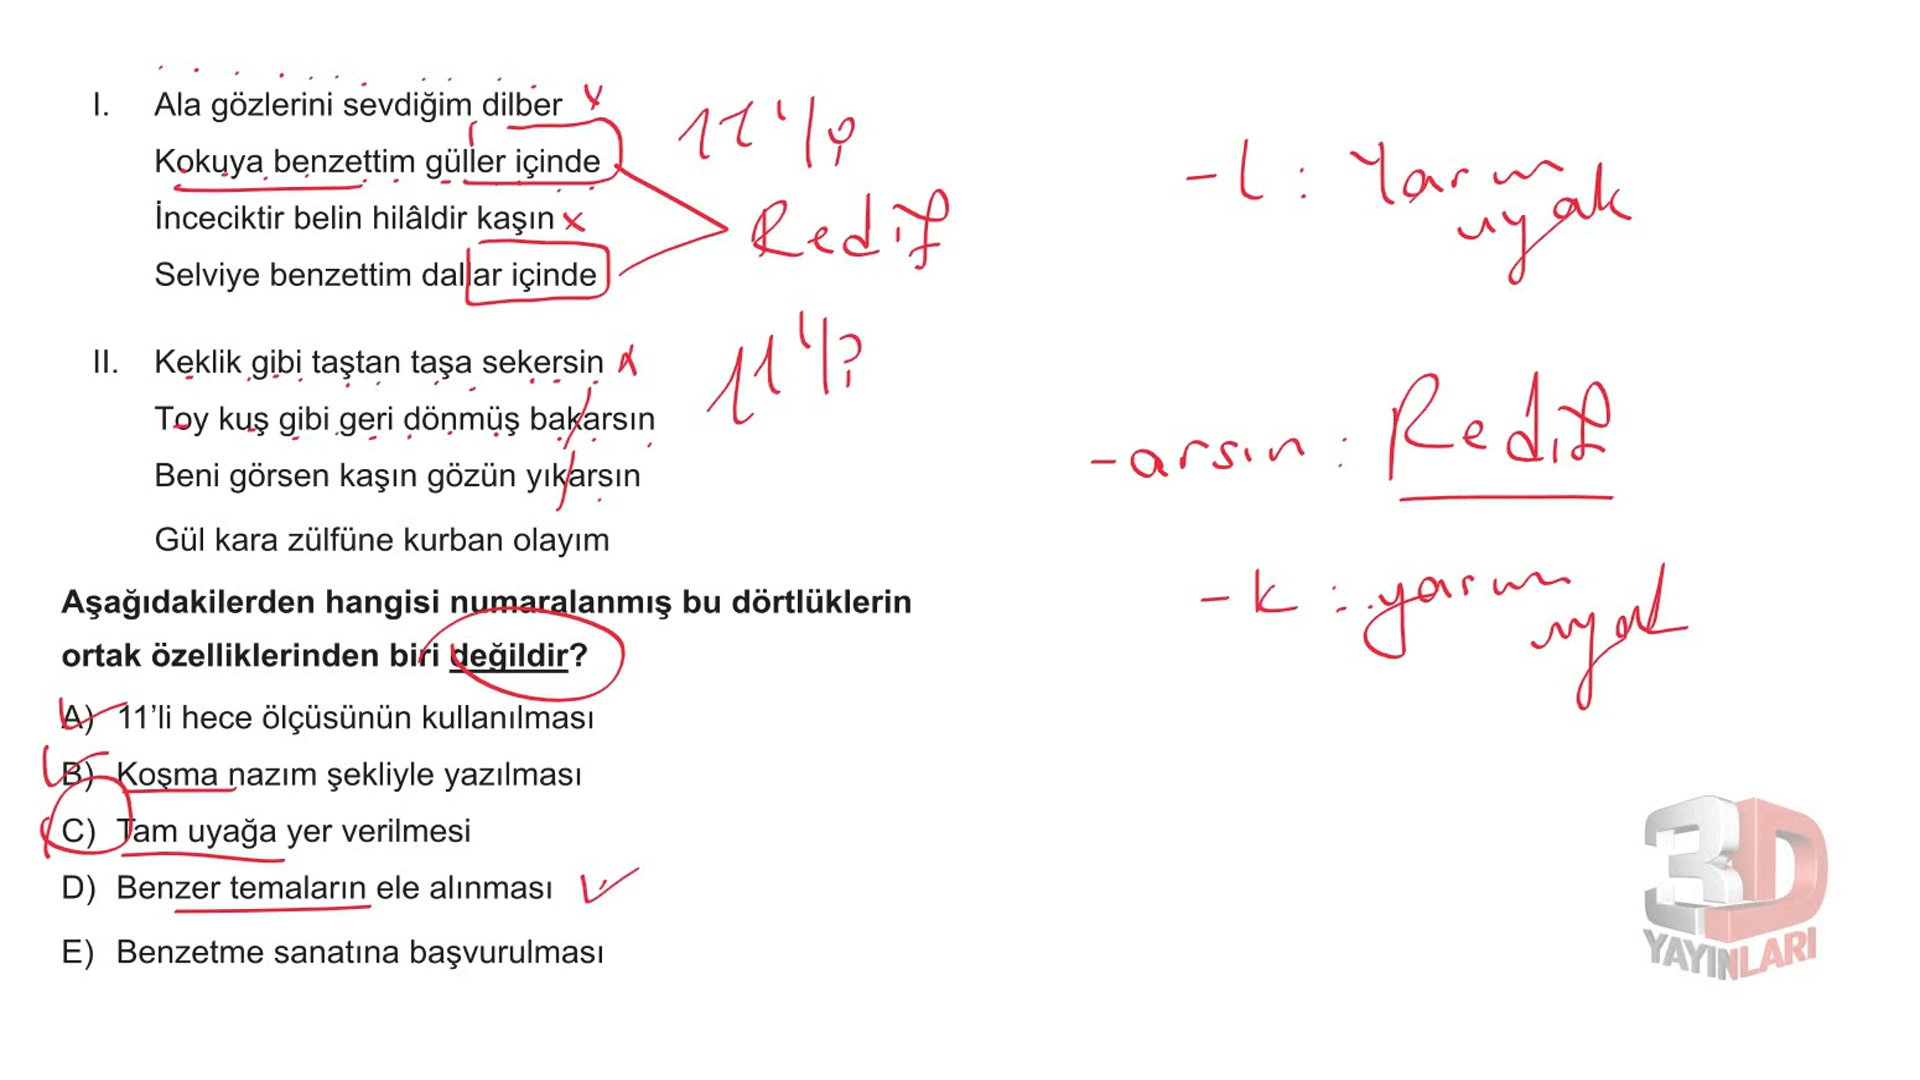 I. Ala gözlerini sevdiğim dilber x
Kokuya benzettim güller içinde
İnceciktir belin hilâldir kaşın x
Selviye benzettim dallar içinde
11'li
Redif
-l : Yarım
uyak
II. Keklik gibi taştan taşa sekersin
Toy kuş gibi geri dönmüş bakarsın
Beni görsen kaşın gözün yıkarsın
Gül kara zülfüne kurban olayım
11'li
-arsın : Redif
-k : yarım
uyak
Aşağıdakilerden hangisi numaralanmış bu dörtlüklerin
ortak özelliklerinden biri değildir?
A) 11’li hece ölçüsünün kullanılması
B) Koşma nazım şekliyle yazılması
C) Tam uyağa yer verilmesi
D) Benzer temaların ele alınması
E) Benzetme sanatına başvurulması
3D
YAYINLARI